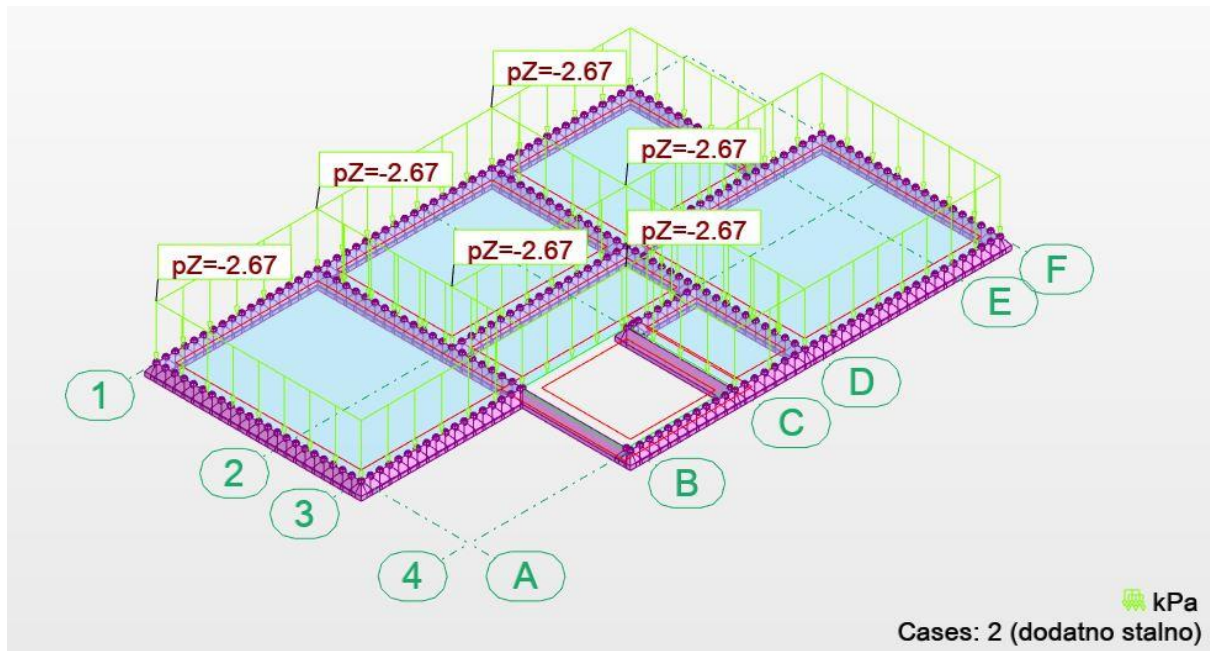 pZ=-2.67
pZ=-2.67
pZ=-2.67
pZ=-2.67
pZ=-2.67
pZ=-2.67
F
E
D
1
C
2
B
3
4
A
kPa
Cases: 2 (dodatno stalno)